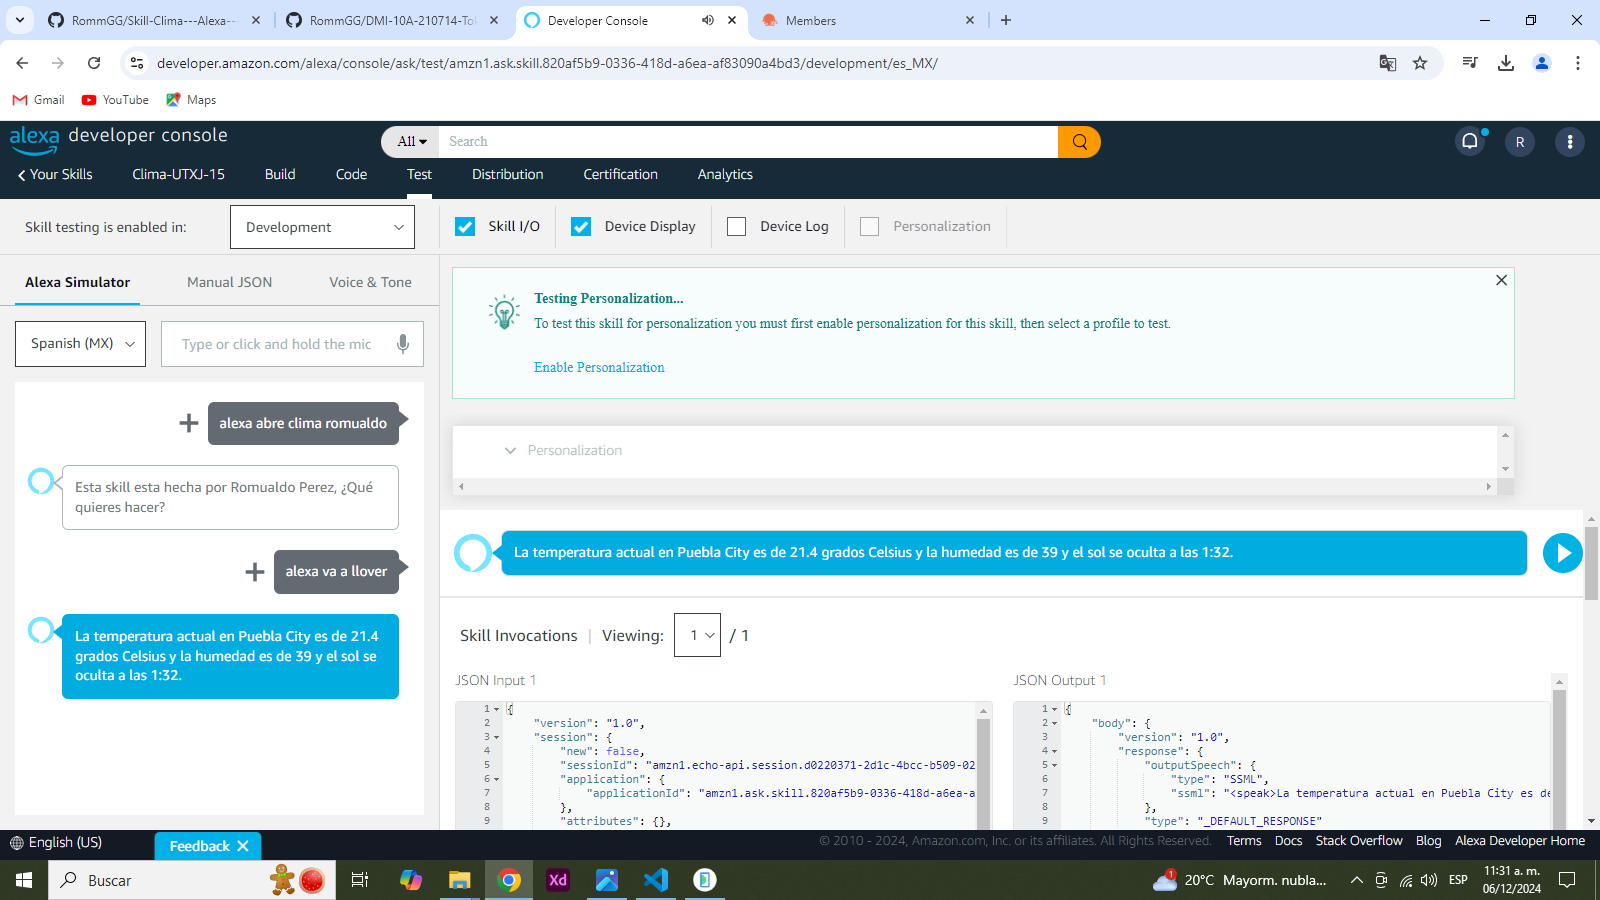 RommGG/Skill-Clima---Alexa--
RommGG/DMI-10A-210714-Tol
Developer Console
Members
developer.amazon.com/alexa/console/ask/test/amzn1.ask.skill.820af5b9-0336-418d-a6ea-af83090a4bd3/development/es_MX/
Gmail
YouTube
Maps
alexa developer console
All
Search
R
Your Skills
Clima-UTXJ-15
Build
Code
Test
Distribution
Certification
Analytics
Skill testing is enabled in:
Development
Skill I/O
Device Display
Device Log
Personalization
Alexa Simulator
Manual JSON
Voice & Tone
Spanish (MX)
Type or click and hold the mic
alexa abre clima romualdo
Esta skill esta hecha por Romualdo Perez, ¿Qué
quieres hacer?
alexa va a llover
La temperatura actual en Puebla City es de 21.4
grados Celsius y la humedad es de 39 y el sol se
oculta a las 1:32.
Testing Personalization...
To test this skill for personalization you must first enable personalization for this skill, then select a profile to test.
Enable Personalization
Personalization
La temperatura actual en Puebla City es de 21.4 grados Celsius y la humedad es de 39 y el sol se oculta a las 1:32.
Skill Invocations | Viewing: 1 / 1
JSON Input 1
1 {
2 "version": "1.0",
3 "session": {
4 "new": false,
5 "sessionId": "amzn1.echo-api.session.d0220371-2d1c-4bcc-b509-02
6 "application": {
7 "applicationId": "amzn1.ask.skill.820af5b9-0336-418d-a6ea-a
8 },
9 "attributes": {},
JSON Output 1
1 {
2 "body": {
3 "version": "1.0",
4 "response": {
5 "outputSpeech": {
6 "type": "SSML",
7 "ssml": "<speak>La temperatura actual en Puebla City es de
8 },
9 "type": "_DEFAULT_RESPONSE"
English (US)
Feedback
© 2010 - 2024, Amazon.com, Inc. or its affiliates. All Rights Reserved.
Terms
Docs
Stack Overflow
Blog
Alexa Developer Home
Buscar
Xd
1
20°C Mayorm. nubla...
ESP
11:31 a. m.
06/12/2024